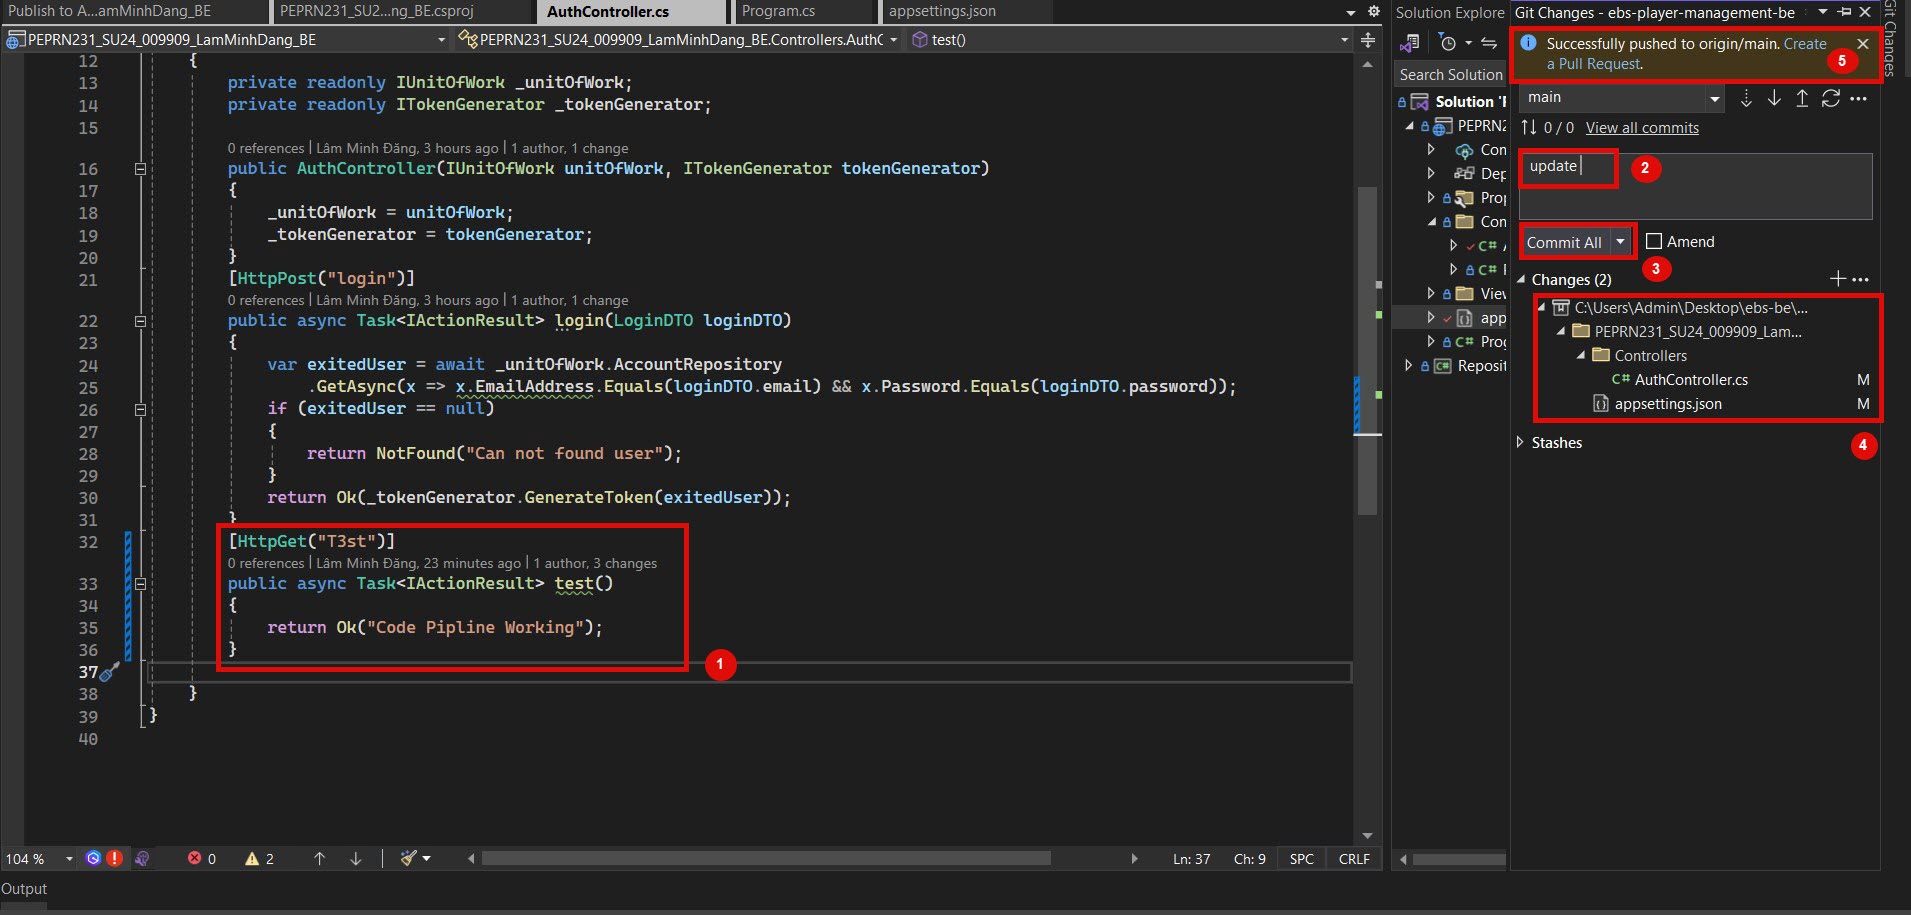 Publish to A...amMinhDang_BE
PEPRN231_SU2...ng_BE.csproj
AuthController.cs
Program.cs
appsettings.json
PEPRN231_SU24_009909_LamMinhDang_BE
PEPRN231_SU24_009909_LamMinhDang_BE.Controllers.AuthC
test()
12 {
13 private readonly IUnitOfWork _unitOfWork;
14 private readonly ITokenGenerator _tokenGenerator;
15
0 references | Lâm Minh Đăng, 3 hours ago | 1 author, 1 change
16 public AuthController(IUnitOfWork unitOfWork, ITokenGenerator tokenGenerator)
17 {
18 _unitOfWork = unitOfWork;
19 _tokenGenerator = tokenGenerator;
20 }
21 [HttpPost("login")]
0 references | Lâm Minh Đăng, 3 hours ago | 1 author, 1 change
22 public async Task<IActionResult> login(LoginDTO loginDTO)
23 {
24 var exitedUser = await _unitOfWork.AccountRepository
25 .GetAsync(x => x.EmailAddress.Equals(loginDTO.email) && x.Password.Equals(loginDTO.password));
26 if (exitedUser == null)
27 {
28 return NotFound("Can not found user");
29 }
30 return Ok(_tokenGenerator.GenerateToken(exitedUser));
31 }
32 [HttpGet("T3st")]
0 references | Lâm Minh Đăng, 23 minutes ago | 1 author, 3 changes
33 public async Task<IActionResult> test()
34 {
35 return Ok("Code Pipline Working");
36 }
1
37
38 }
39 }
40
104 %
0
2
Ln: 37
Ch: 9
SPC
CRLF
Output
Solution Explore
Search Solution
Solution 'F
PEPRN2
Con
Dep
Prop
Con
C#
C#
View
app
C# Prog
Reposit
Git Changes - ebs-player-management-be
Successfully pushed to origin/main. Create
a Pull Request.
5
main
0 / 0 View all commits
update
2
Commit All
Amend
3
Changes (2)
C:\Users\Admin\Desktop\ebs-be\...
PEPRN231_SU24_009909_Lam...
Controllers
C# AuthController.cs M
appsettings.json M
4
Stashes
Git Changes